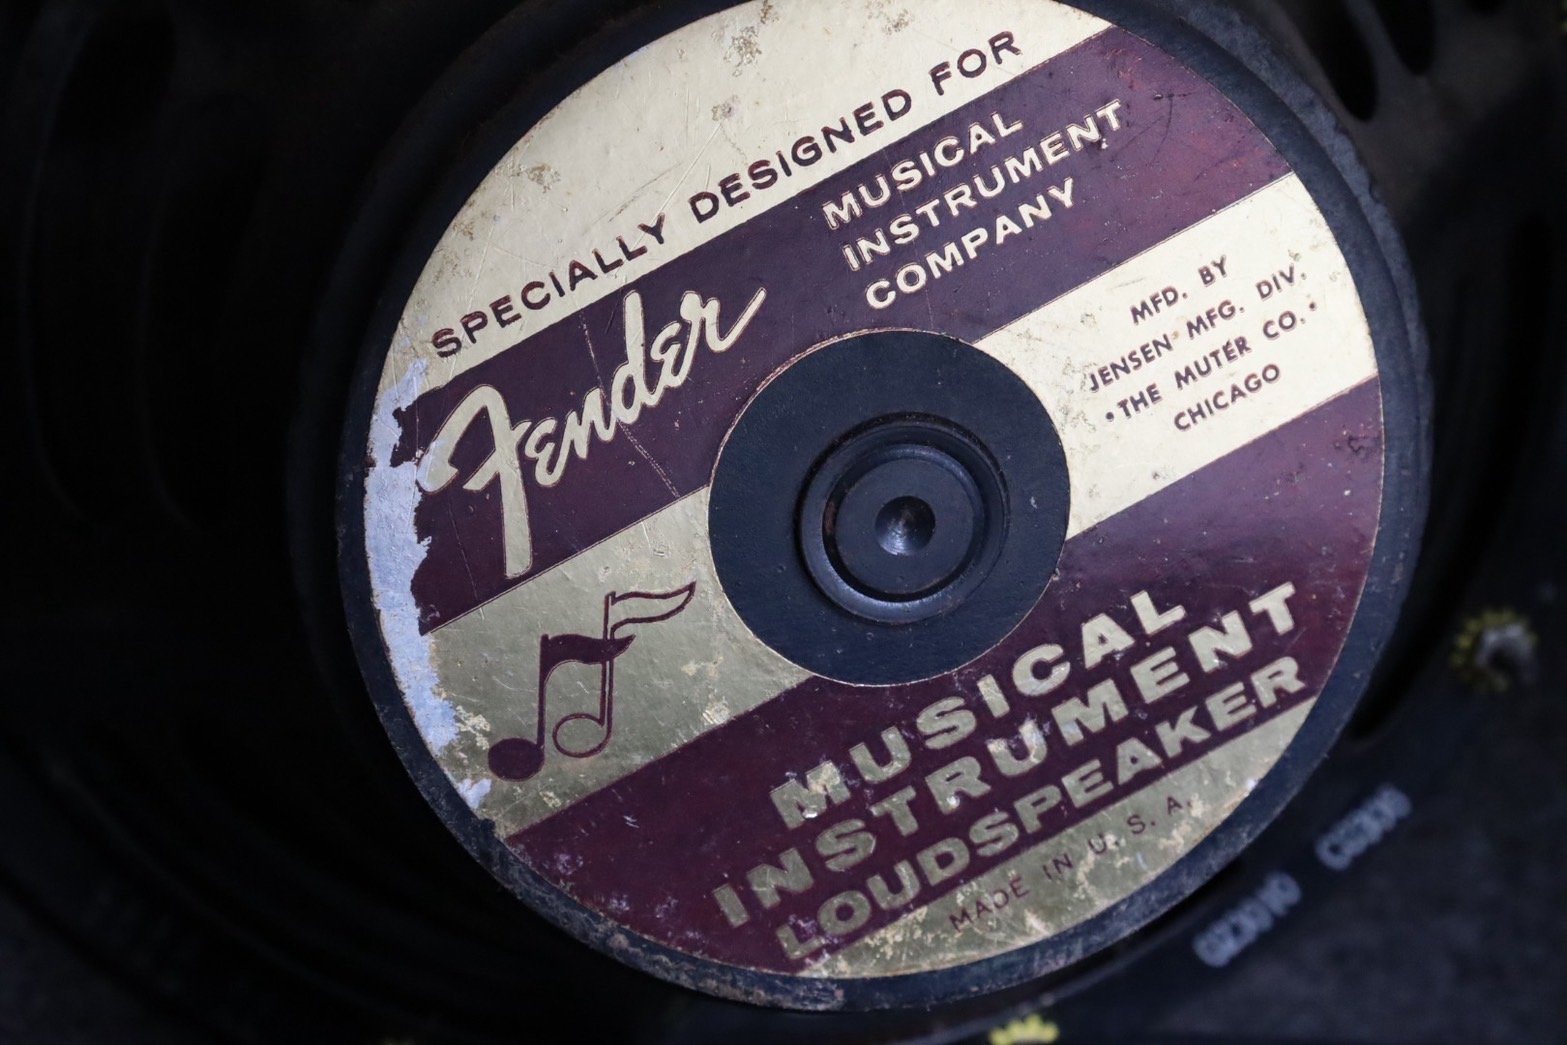 SPECIALLY DESIGNED FOR
Fender
MUSICAL
INSTRUMENT
COMPANY
MFD. BY
JENSEN MFG. DIV.
• THE MUTER CO. •
CHICAGO
MUSICAL
INSTRUMENT
LOUDSPEAKER
MADE IN U. S. A.